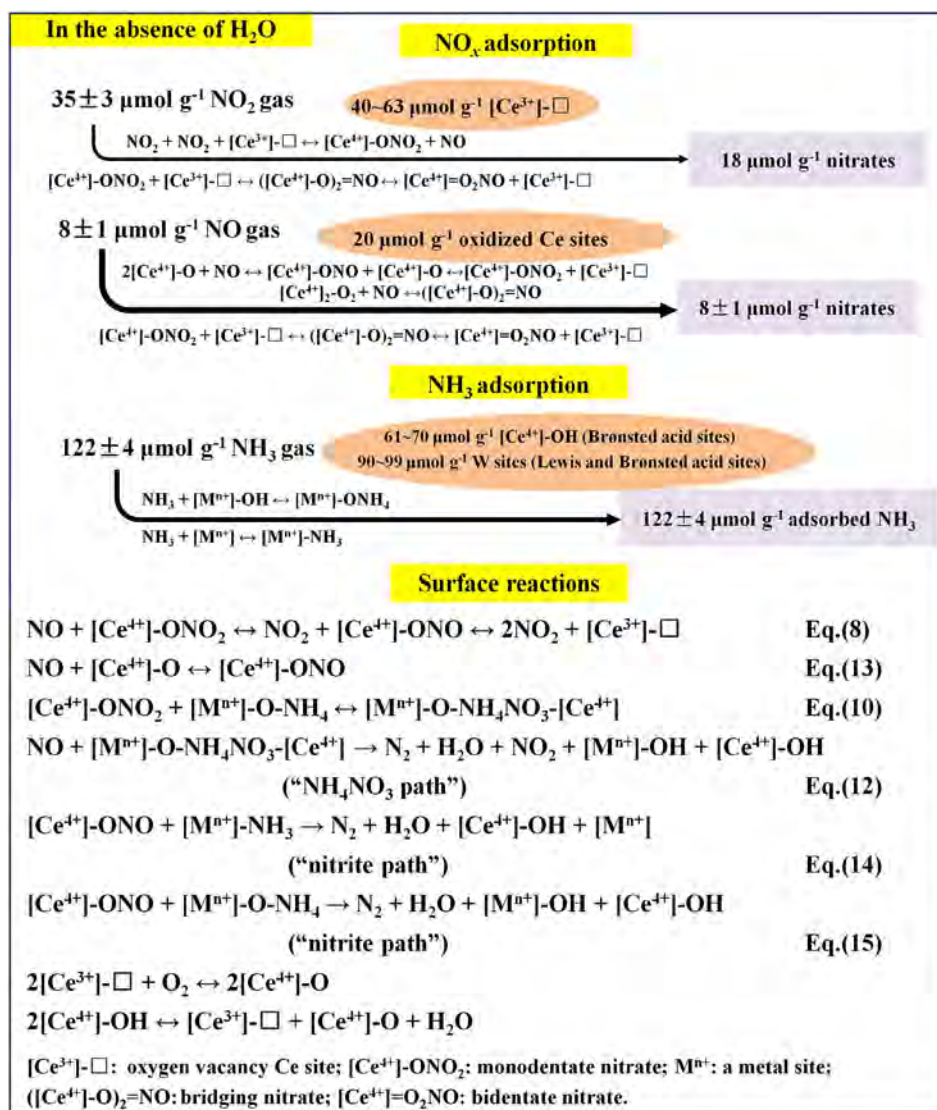 In the absence of H₂O
NOₓ adsorption
35±3 μmol g⁻¹ NO₂ gas
40~63 μmol g⁻¹ [Ce³⁺]-□
NO₂ + NO₂ + [Ce³⁺]-□ ↔ [Ce⁴⁺]-ONO₂ + NO
18 μmol g⁻¹ nitrates
[Ce⁴⁺]-ONO₂ + [Ce³⁺]-□ ↔ ([Ce⁴⁺]-O)₂=NO ↔ [Ce⁴⁺]=O₂NO + [Ce³⁺]-□
8±1 μmol g⁻¹ NO gas
20 μmol g⁻¹ oxidized Ce sites
2[Ce⁴⁺]-O + NO ↔ [Ce⁴⁺]-ONO + [Ce⁴⁺]-O ↔[Ce⁴⁺]-ONO₂ + [Ce³⁺]-□
[Ce⁴⁺]₂-O₂ + NO ↔([Ce⁴⁺]-O)₂=NO
8±1 μmol g⁻¹ nitrates
[Ce⁴⁺]-ONO₂ + [Ce³⁺]-□ ↔ ([Ce⁴⁺]-O)₂=NO ↔ [Ce⁴⁺]=O₂NO + [Ce³⁺]-□
NH₃ adsorption
122±4 μmol g⁻¹ NH₃ gas
61~70 μmol g⁻¹ [Ce⁴⁺]-OH (Brønsted acid sites)
90~99 μmol g⁻¹ W sites (Lewis and Brønsted acid sites)
NH₃ + [Mⁿ⁺]-OH ↔ [Mⁿ⁺]-ONH₄
122±4 μmol g⁻¹ adsorbed NH₃
NH₃ + [Mⁿ⁺] ↔ [Mⁿ⁺]-NH₃
Surface reactions
NO + [Ce⁴⁺]-ONO₂ ↔ NO₂ + [Ce⁴⁺]-ONO ↔ 2NO₂ + [Ce³⁺]-□ Eq.(8)
NO + [Ce⁴⁺]-O ↔ [Ce⁴⁺]-ONO Eq.(13)
[Ce⁴⁺]-ONO₂ + [Mⁿ⁺]-O-NH₄ ↔ [Mⁿ⁺]-O-NH₄NO₃-[Ce⁴⁺] Eq.(10)
NO + [Mⁿ⁺]-O-NH₄NO₃-[Ce⁴⁺] → N₂ + H₂O + NO₂ + [Mⁿ⁺]-OH + [Ce⁴⁺]-OH
("NH₄NO₃ path") Eq.(12)
[Ce⁴⁺]-ONO + [Mⁿ⁺]-NH₃ → N₂ + H₂O + [Ce⁴⁺]-OH + [Mⁿ⁺]
("nitrite path") Eq.(14)
[Ce⁴⁺]-ONO + [Mⁿ⁺]-O-NH₄ → N₂ + H₂O + [Mⁿ⁺]-OH + [Ce⁴⁺]-OH
("nitrite path") Eq.(15)
2[Ce³⁺]-□ + O₂ ↔ 2[Ce⁴⁺]-O
2[Ce⁴⁺]-OH ↔ [Ce³⁺]-□ + [Ce⁴⁺]-O + H₂O
[Ce³⁺]-□: oxygen vacancy Ce site; [Ce⁴⁺]-ONO₂: monodentate nitrate; Mⁿ⁺: a metal site;
([Ce⁴⁺]-O)₂=NO: bridging nitrate; [Ce⁴⁺]=O₂NO: bidentate nitrate.